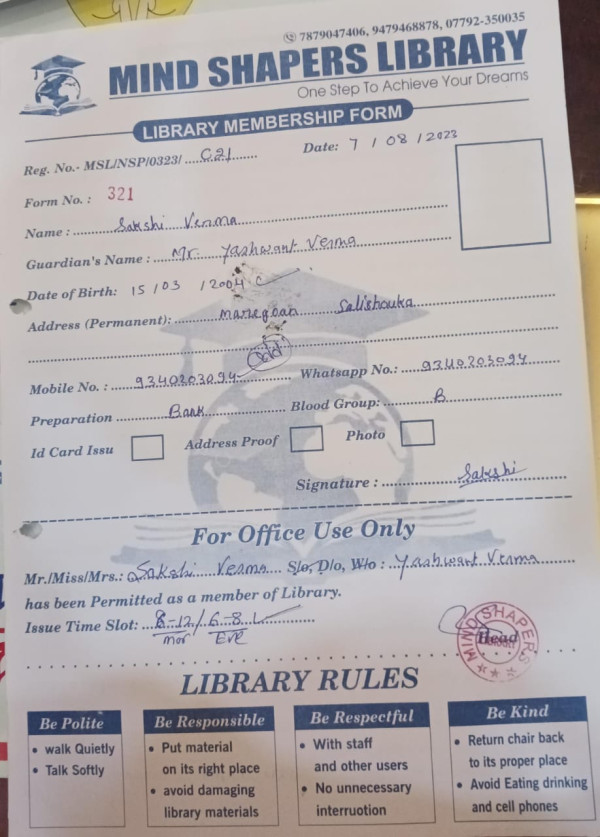 7879047406, 9479468878, 07792-350035
MIND SHAPERS LIBRARY
One Step To Achieve Your Dreams
LIBRARY MEMBERSHIP FORM
Reg. No.- MSL/NSP/0323/ C21 Date: 7 / 08 / 2023
Form No. : 321
Name : Sakshi Verma
Guardian's Name : Mr. Yashwant Verma
Date of Birth: 15 / 03 / 2004
Address (Permanent): Salichouka
Mobile No. : 9340203094 Whatsapp No.: 9340203094
Preparation Bank Blood Group: B
Id Card Issu Address Proof Photo
Signature : Sakshi
For Office Use Only
Mr./Miss/Mrs.: Sakshi Verma S/o, D/o, W/o : Yashwant Verma
has been Permitted as a member of Library.
Issue Time Slot: 8-12/6-8
Mor Eve
MIND SHAPERS
Head
LIBRARY RULES
Be Polite
• walk Quietly
• Talk Softly
Be Responsible
• Put material
on its right place
• avoid damaging
library materials
Be Respectful
• With staff
and other users
• No unnecessary
interruotion
Be Kind
• Return chair back
to its proper place
• Avoid Eating drinking
and cell phones